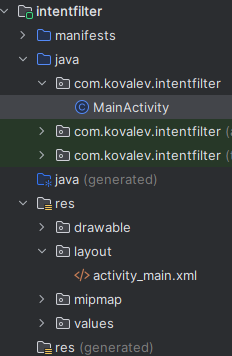 intentfilter
manifests
java
com.kovalev.intentfilter
MainActivity
com.kovalev.intentfilter (
com.kovalev.intentfilter (
java (generated)
res
drawable
layout
activity_main.xml
mipmap
values
res (generated)